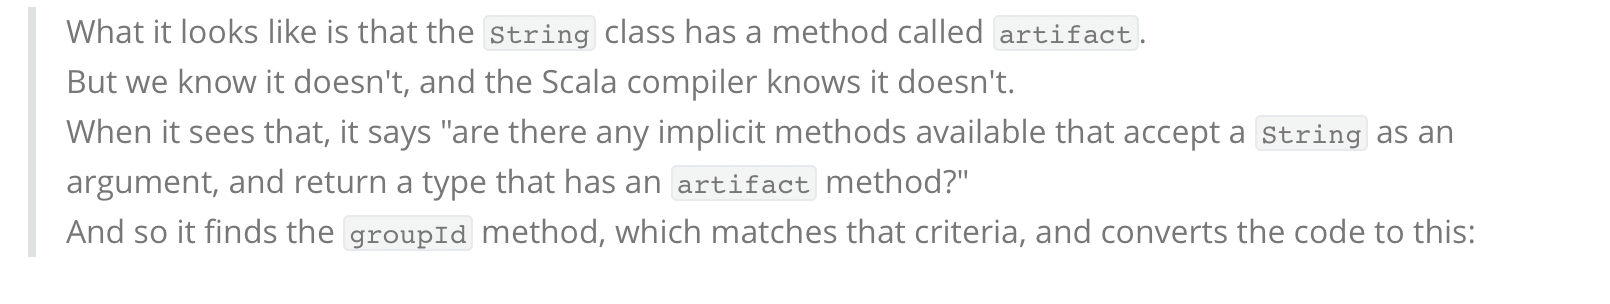 What it looks like is that the String class has a method called artifact.
But we know it doesn't, and the Scala compiler knows it doesn't.
When it sees that, it says "are there any implicit methods available that accept a String as an
argument, and return a type that has an artifact method?"
And so it finds the groupId method, which matches that criteria, and converts the code to this: